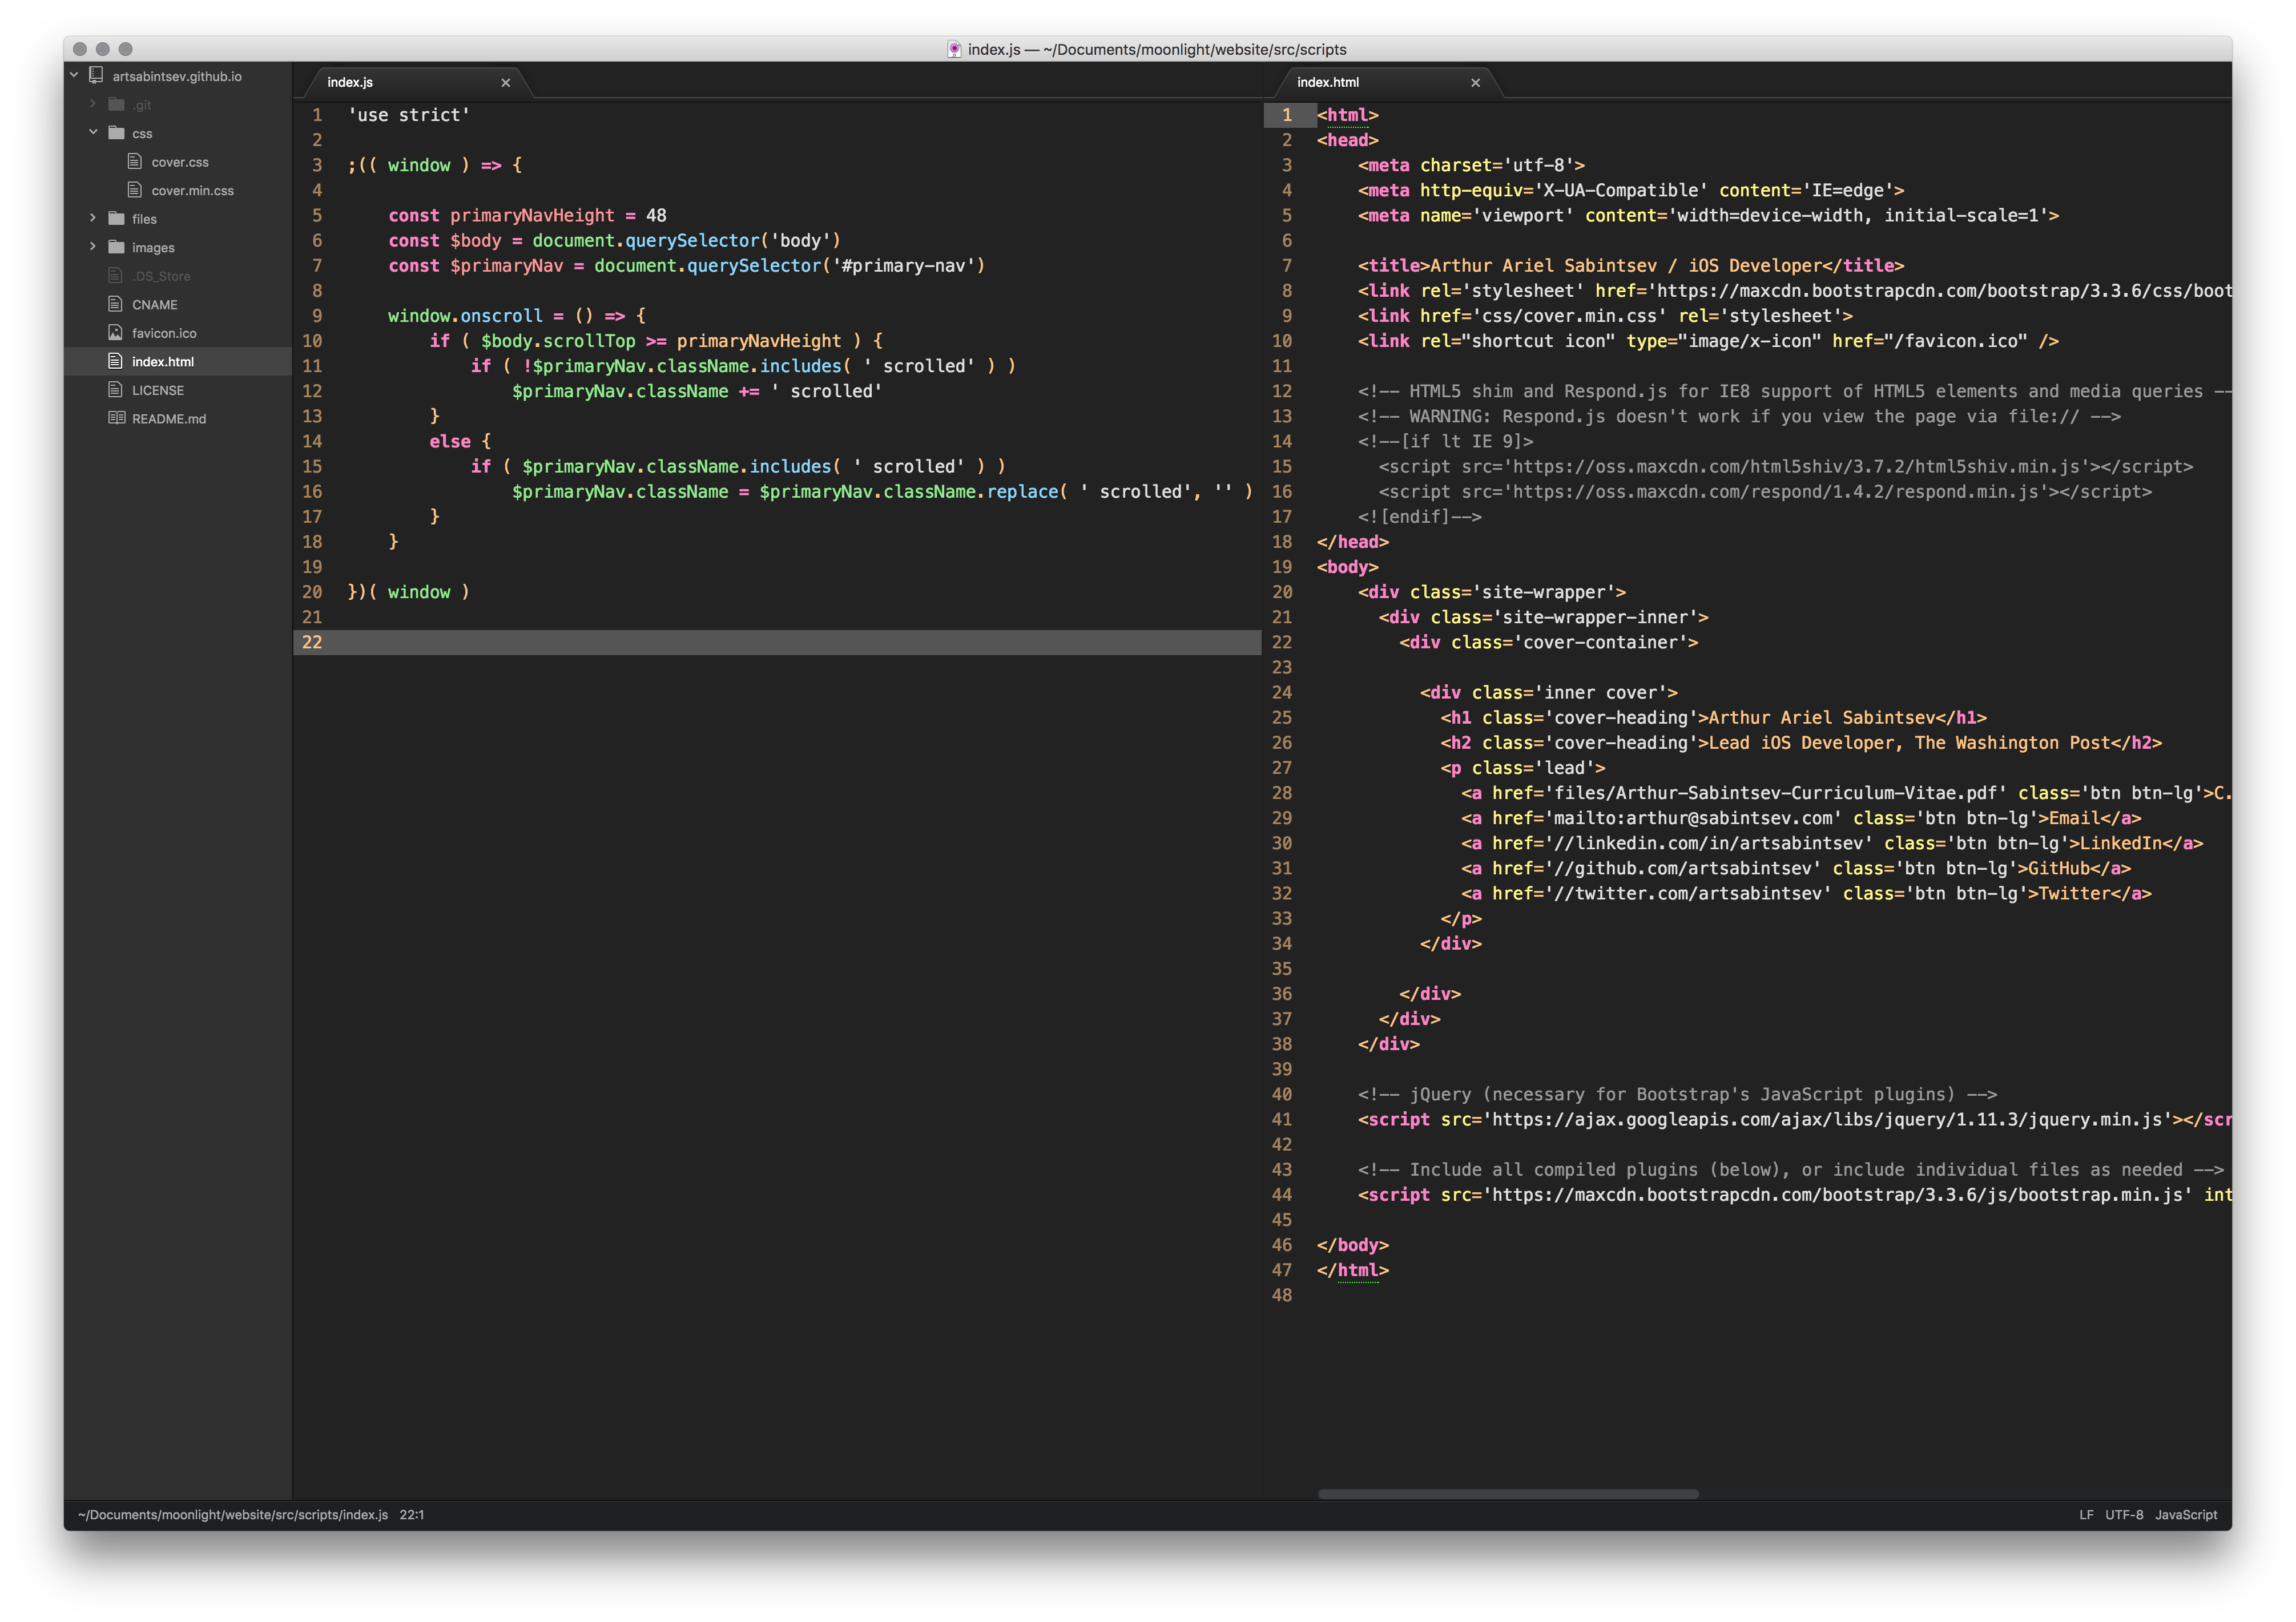 index.js — ~/Documents/moonlight/website/src/scripts
artsabintsev.github.io
.git
css
cover.css
cover.min.css
files
images
.DS_Store
CNAME
favicon.ico
index.html
LICENSE
README.md
index.js
1 'use strict'
2
3 ;(( window ) => {
4
5     const primaryNavHeight = 48
6     const $body = document.querySelector('body')
7     const $primaryNav = document.querySelector('#primary-nav')
8
9     window.onscroll = () => {
10         if ( $body.scrollTop >= primaryNavHeight ) {
11             if ( !$primaryNav.className.includes( ' scrolled' ) )
12                 $primaryNav.className += ' scrolled'
13         }
14         else {
15             if ( $primaryNav.className.includes( ' scrolled' ) )
16                 $primaryNav.className = $primaryNav.className.replace( ' scrolled', '' )
17         }
18     }
19
20 })( window )
21
22
index.html
1 <html>
2 <head>
3     <meta charset='utf-8'>
4     <meta http-equiv='X-UA-Compatible' content='IE=edge'>
5     <meta name='viewport' content='width=device-width, initial-scale=1'>
6
7     <title>Arthur Ariel Sabintsev / iOS Developer</title>
8     <link rel='stylesheet' href='https://maxcdn.bootstrapcdn.com/bootstrap/3.3.6/css/boot
9     <link href='css/cover.min.css' rel='stylesheet'>
10     <link rel="shortcut icon" type="image/x-icon" href="/favicon.ico" />
11
12     <!-- HTML5 shim and Respond.js for IE8 support of HTML5 elements and media queries --
13     <!-- WARNING: Respond.js doesn't work if you view the page via file:// -->
14     <!--[if lt IE 9]>
15       <script src='https://oss.maxcdn.com/html5shiv/3.7.2/html5shiv.min.js'></script>
16       <script src='https://oss.maxcdn.com/respond/1.4.2/respond.min.js'></script>
17     <![endif]-->
18 </head>
19 <body>
20     <div class='site-wrapper'>
21       <div class='site-wrapper-inner'>
22         <div class='cover-container'>
23
24           <div class='inner cover'>
25             <h1 class='cover-heading'>Arthur Ariel Sabintsev</h1>
26             <h2 class='cover-heading'>Lead iOS Developer, The Washington Post</h2>
27             <p class='lead'>
28               <a href='files/Arthur-Sabintsev-Curriculum-Vitae.pdf' class='btn btn-lg'>C.
29               <a href='mailto:arthur@sabintsev.com' class='btn btn-lg'>Email</a>
30               <a href='//linkedin.com/in/artsabintsev' class='btn btn-lg'>LinkedIn</a>
31               <a href='//github.com/artsabintsev' class='btn btn-lg'>GitHub</a>
32               <a href='//twitter.com/artsabintsev' class='btn btn-lg'>Twitter</a>
33             </p>
34           </div>
35
36         </div>
37       </div>
38     </div>
39
40     <!-- jQuery (necessary for Bootstrap's JavaScript plugins) -->
41     <script src='https://ajax.googleapis.com/ajax/libs/jquery/1.11.3/jquery.min.js'></scr
42
43     <!-- Include all compiled plugins (below), or include individual files as needed -->
44     <script src='https://maxcdn.bootstrapcdn.com/bootstrap/3.3.6/js/bootstrap.min.js' int
45
46 </body>
47 </html>
48
~/Documents/moonlight/website/src/scripts/index.js 22:1
LF UTF-8 JavaScript